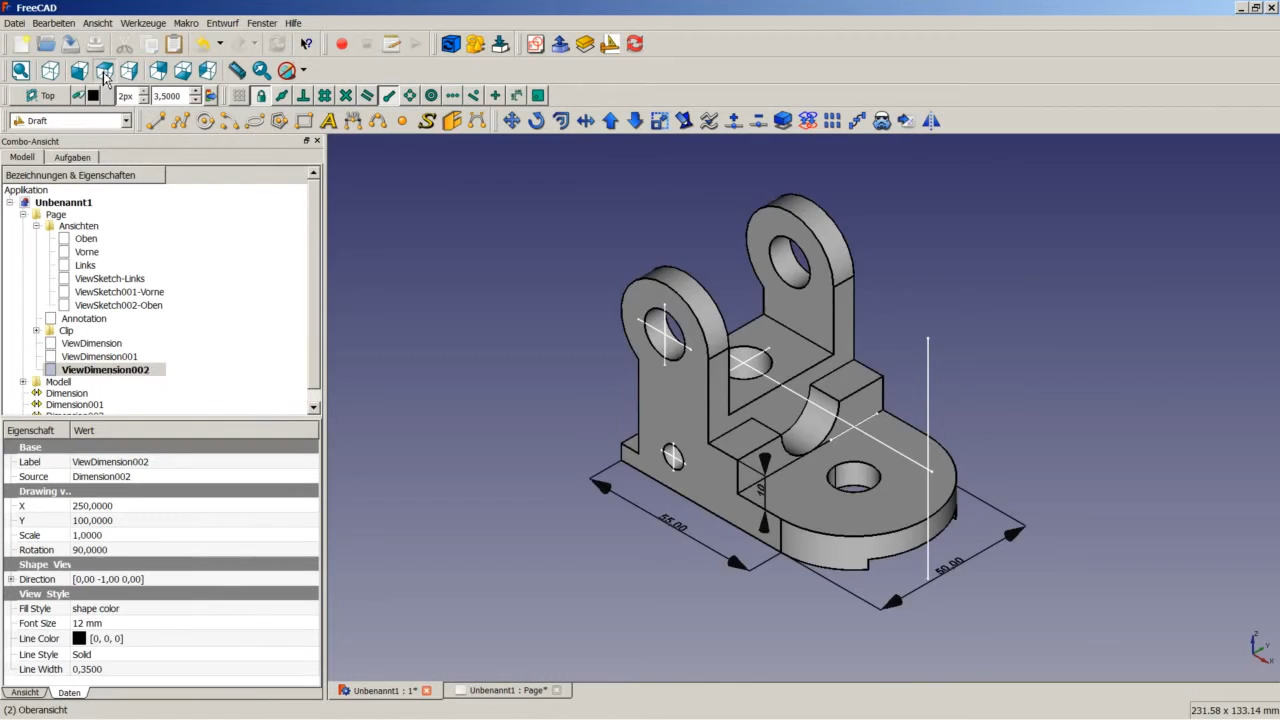 FreeCAD
Datei Bearbeiten Ansicht Werkzeuge Makro Entwurf Fenster Hilfe
Top 2px 3,5000
Draft
Combo-Ansicht
Modell Aufgaben
Bezeichnungen & Eigenschaften
Applikation
Unbenannt1
Page
Ansichten
Oben
Vorne
Links
ViewSketch-Links
ViewSketch001-Vorne
ViewSketch002-Oben
Annotation
Clip
ViewDimension
ViewDimension001
ViewDimension002
Modell
Dimension
Dimension001
Eigenschaft Wert
Base
Label ViewDimension002
Source Dimension002
Drawing v..
X 250,0000
Y 100,0000
Scale 1,0000
Rotation 90,0000
Shape Viev
Direction [0,00 -1,00 0,00]
View Style
Fill Style shape color
Font Size 12 mm
Line Color [0, 0, 0]
Line Style Solid
Line Width 0,3500
Ansicht Daten
10
55.00
50.00
Z
Y
X
Unbenannt1 : 1* Unbenannt1 : Page*
(2) Oberansicht
231.58 x 133.14 mm